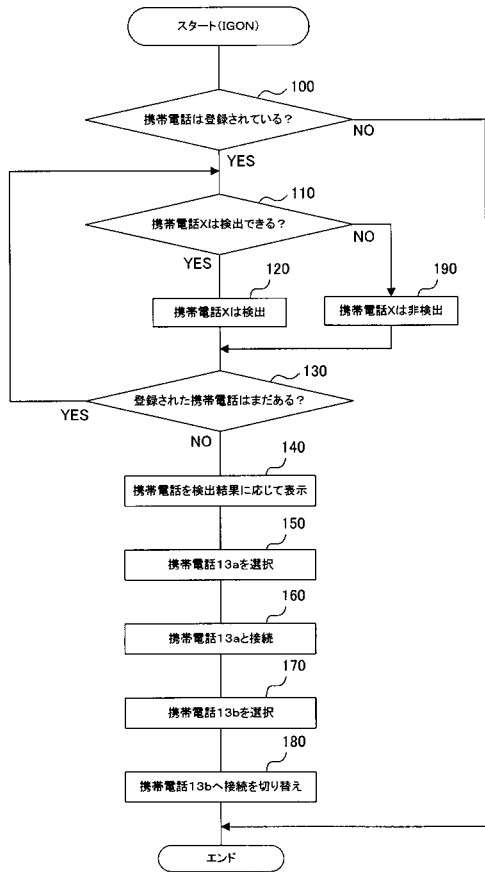 スタート(IGON)
100
携帯電話は登録されている?
NO
YES
110
携帯電話Xは検出できる?
NO
YES
120
190
携帯電話Xは検出
携帯電話Xは非検出
130
登録された携帯電話はまだある?
YES
NO
140
携帯電話を検出結果に応じて表示
150
携帯電話13aを選択
160
携帯電話13aと接続
170
携帯電話13bを選択
180
携帯電話13bへ接続を切り替え
エンド